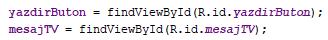 yazdirButon = findViewById(R.id.yazdirButon);
mesajTV = findViewById(R.id.mesajTV);